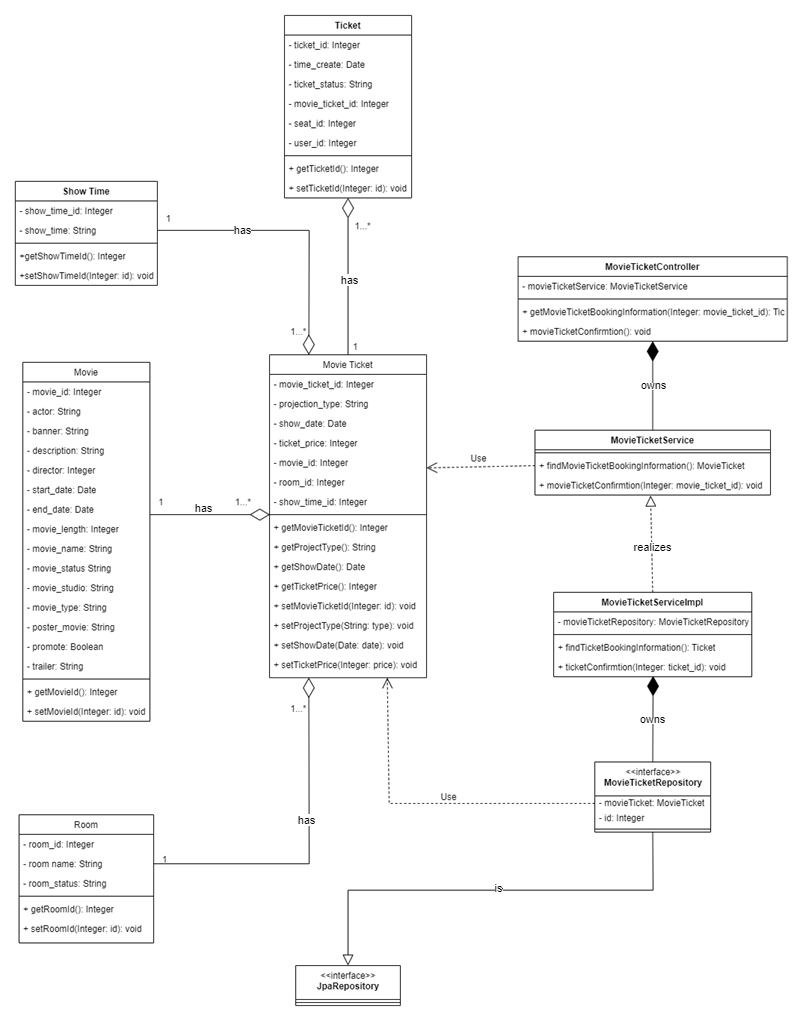 Ticket
- ticket_id: Integer
- time_create: Date
- ticket_status: String
- movie_ticket_id: Integer
- seat_id: Integer
- user_id: Integer
+ getTicketId(): Integer
+ setTicketId(Integer: id): void
1...*
has
1
Show Time
- show_time_id: Integer
- show_time: String
+getShowTimeId(): Integer
+setShowTimeId(Integer: id): void
1
has
1...*
Movie
- movie_id: Integer
- actor: String
- banner: String
- description: String
- director: Integer
- start_date: Date
- end_date: Date
- movie_length: Integer
- movie_name: String
- movie_status String
- movie_studio: String
- movie_type: String
- poster_movie: String
- promote: Boolean
- trailer: String
+ getMovieId(): Integer
+ setMovieId(Integer: id): void
1
has
1...*
Movie Ticket
- movie_ticket_id: Integer
- projection_type: String
- show_date: Date
- ticket_price: Integer
- movie_id: Integer
- room_id: Integer
- show_time_id: Integer
+ getMovieTicketId(): Integer
+ getProjectType(): String
+ getShowDate(): Date
+ getTicketPrice(): Integer
+ setMovieTicketId(Integer: id): void
+ setProjectType(String: type): void
+ setShowDate(Date: date): void
+ setTicketPrice(Integer: price): void
1...*
has
1
Room
- room_id: Integer
- room name: String
- room_status: String
+ getRoomId(): Integer
+ setRoomId(Integer: id): void
MovieTicketController
- movieTicketService: MovieTicketService
+ getMovieTicketBookingInformation(Integer: movie_ticket_id): Tic
+ movieTicketConfirmtion(): void
owns
MovieTicketService
+ findMovieTicketBookingInformation(): MovieTicket
+ movieTicketConfirmtion(Integer: movie_ticket_id): void
Use
realizes
MovieTicketServiceImpl
- movieTicketRepository: MovieTicketRepository
+ findTicketBookingInformation(): Ticket
+ ticketConfirmtion(Integer: ticket_id): void
owns
<<interface>>
MovieTicketRepository
- movieTicket: MovieTicket
- id: Integer
Use
is
<<interface>>
JpaRepository